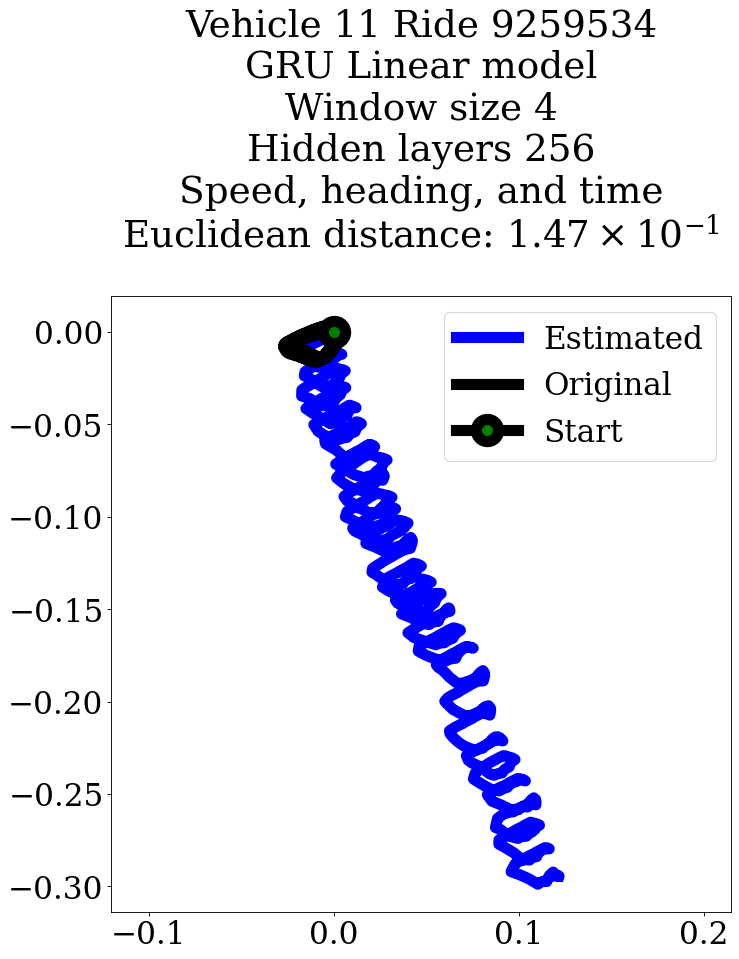 Vehicle 11 Ride 9259534
GRU Linear model
Window size 4
Hidden layers 256
Speed, heading, and time
Euclidean distance: 1.47 × 10⁻¹
Estimated
Original
Start
0.00
−0.05
−0.10
−0.15
−0.20
−0.25
−0.30
−0.1 0.0 0.1 0.2